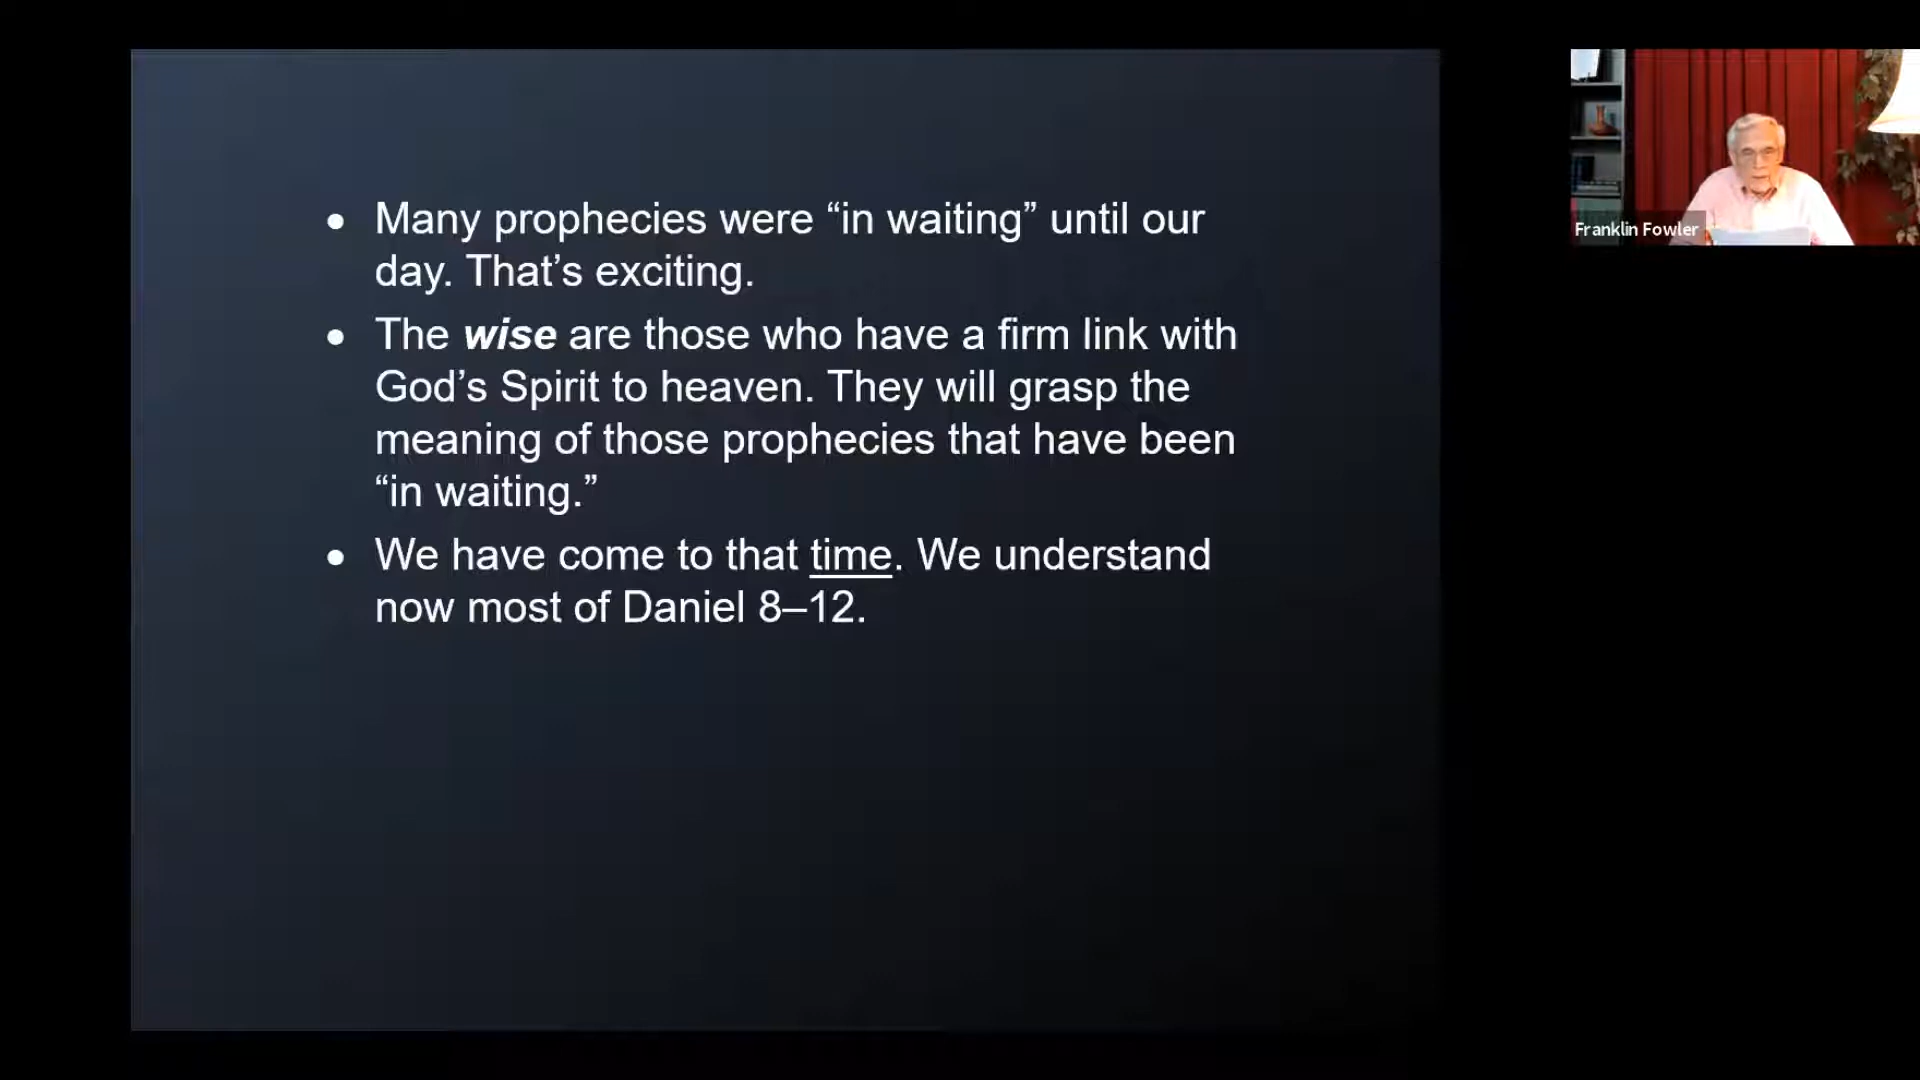 • Many prophecies were “in waiting” until our
day. That’s exciting.
• The wise are those who have a firm link with
God’s Spirit to heaven. They will grasp the
meaning of those prophecies that have been
“in waiting.”
• We have come to that time. We understand
now most of Daniel 8–12.
Franklin Fowler